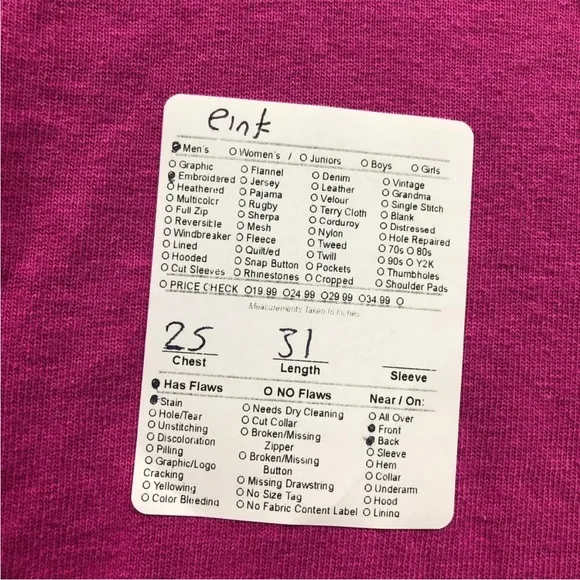 pink
Men's O Women's / O Juniors O Boys O Girls
O Graphic O Flannel O Denim O Vintage
Embroidered O Jersey O Leather O Grandma
O Heathered O Pajama O Velour O Single Stitch
O Multicolor O Rugby O Terry Cloth O Blank
O Full Zip O Sherpa O Corduroy O Distressed
O Reversible O Mesh O Nylon O Hole Repaired
O Windbreaker O Fleece O Tweed O 70s O 80s
O Lined O Quilted O Twill O 90s O Y2K
O Hooded O Snap Button O Pockets O Thumbholes
O Cut Sleeves O Rhinestones O Cropped O Shoulder Pads
O PRICE CHECK O19.99 O24.99 O29.99 O34.99 O
Measurements Taken In Inches
25 31
Chest Length Sleeve
Has Flaws O NO Flaws Near / On:
Stain O Needs Dry Cleaning O All Over
O Hole/Tear O Cut Collar Front
O Unstitching O Broken/Missing Back
O Discoloration Zipper O Sleeve
O Pilling O Broken/Missing O Hem
O Graphic/Logo Button O Collar
Cracking O Missing Drawstring O Underarm
O Yellowing O No Size Tag O Hood
O Color Bleeding O No Fabric Content Label O Lining